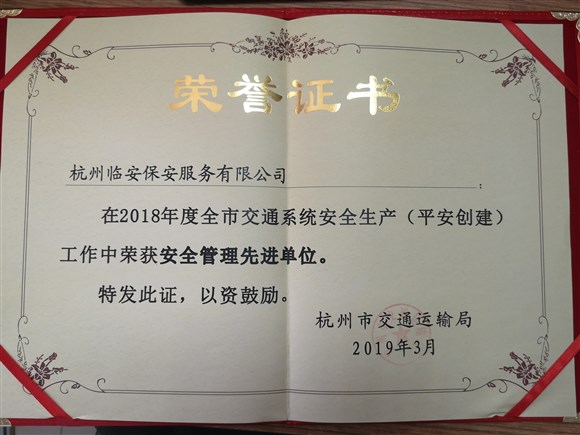 荣誉证书
杭州临安保安服务有限公司：
在2018年度全市交通系统安全生产（平安创建）
工作中荣获安全管理先进单位。
特发此证，以资鼓励。
杭州市交通运输局
2019年3月